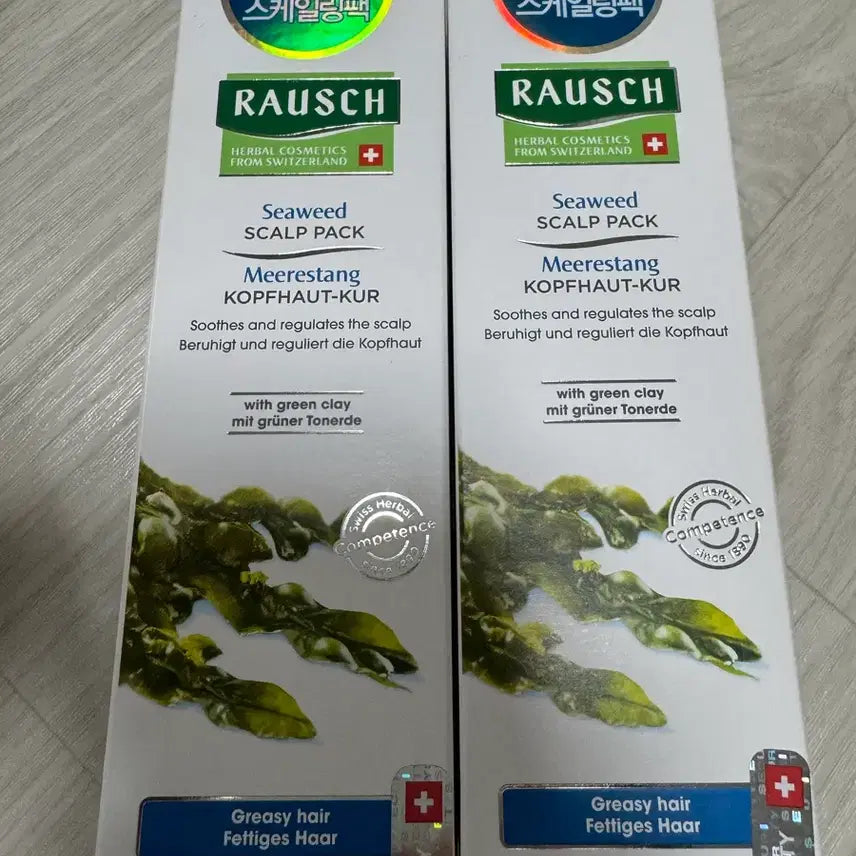 스케일링팩
RAUSCH
HERBAL COSMETICS
FROM SWITZERLAND
Seaweed
SCALP PACK
Meerestang
KOPFHAUT-KUR
Soothes and regulates the scalp
Beruhigt und reguliert die Kopfhaut
with green clay
mit grüner Tonerde
Swiss Herbal
Competence
since 1890
Greasy hair
Fettiges Haar
스케일링팩
RAUSCH
HERBAL COSMETICS
FROM SWITZERLAND
Seaweed
SCALP PACK
Meerestang
KOPFHAUT-KUR
Soothes and regulates the scalp
Beruhigt und reguliert die Kopfhaut
with green clay
mit grüner Tonerde
Swiss Herbal
Competence
since 1890
Greasy hair
Fettiges Haar